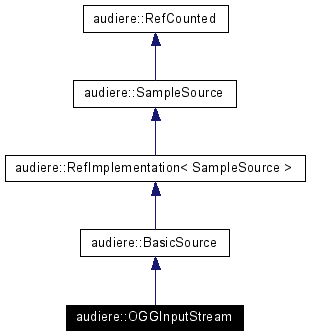 audiere::RefCounted
audiere::SampleSource
audiere::RefImplementation< SampleSource >
audiere::BasicSource
audiere::OGGInputStream